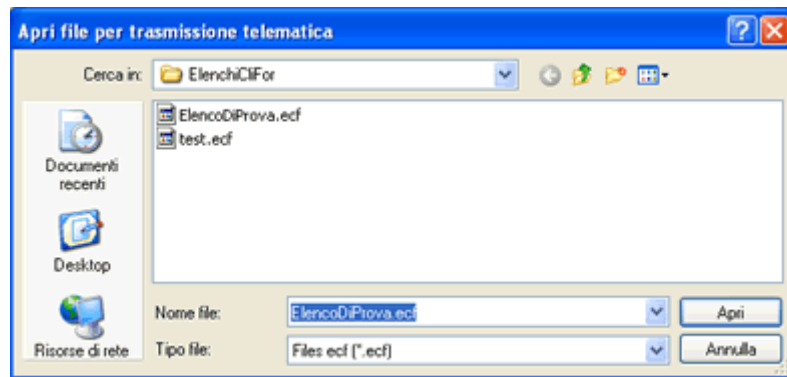 Apri file per trasmissione telematica
Cerca in: ElenchiCliFor
ElencoDiProva.ecf
test.ecf
Documenti
recenti
Desktop
Risorse di rete
Nome file: ElencoDiProva.ecf Apri
Tipo file: Files ecf (*.ecf) Annulla